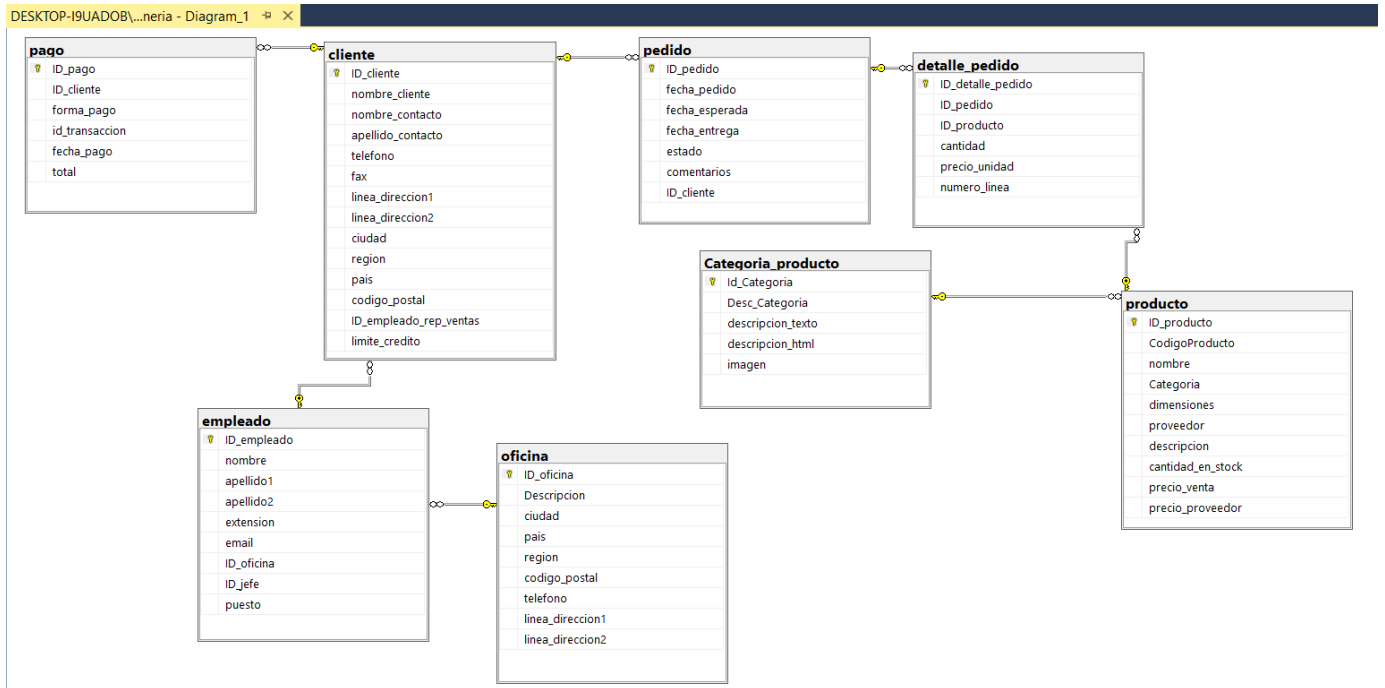 DESKTOP-I9UADOB\...neria - Diagram_1
pago
ID_pago
ID_cliente
forma_pago
id_transaccion
fecha_pago
total
cliente
ID_cliente
nombre_cliente
nombre_contacto
apellido_contacto
telefono
fax
linea_direccion1
linea_direccion2
ciudad
region
pais
codigo_postal
ID_empleado_rep_ventas
limite_credito
pedido
ID_pedido
fecha_pedido
fecha_esperada
fecha_entrega
estado
comentarios
ID_cliente
detalle_pedido
ID_detalle_pedido
ID_pedido
ID_producto
cantidad
precio_unidad
numero_linea
Categoria_producto
Id_Categoria
Desc_Categoria
descripcion_texto
descripcion_html
imagen
producto
ID_producto
CodigoProducto
nombre
Categoria
dimensiones
proveedor
descripcion
cantidad_en_stock
precio_venta
precio_proveedor
empleado
ID_empleado
nombre
apellido1
apellido2
extension
email
ID_oficina
ID_jefe
puesto
oficina
ID_oficina
Descripcion
ciudad
pais
region
codigo_postal
telefono
linea_direccion1
linea_direccion2